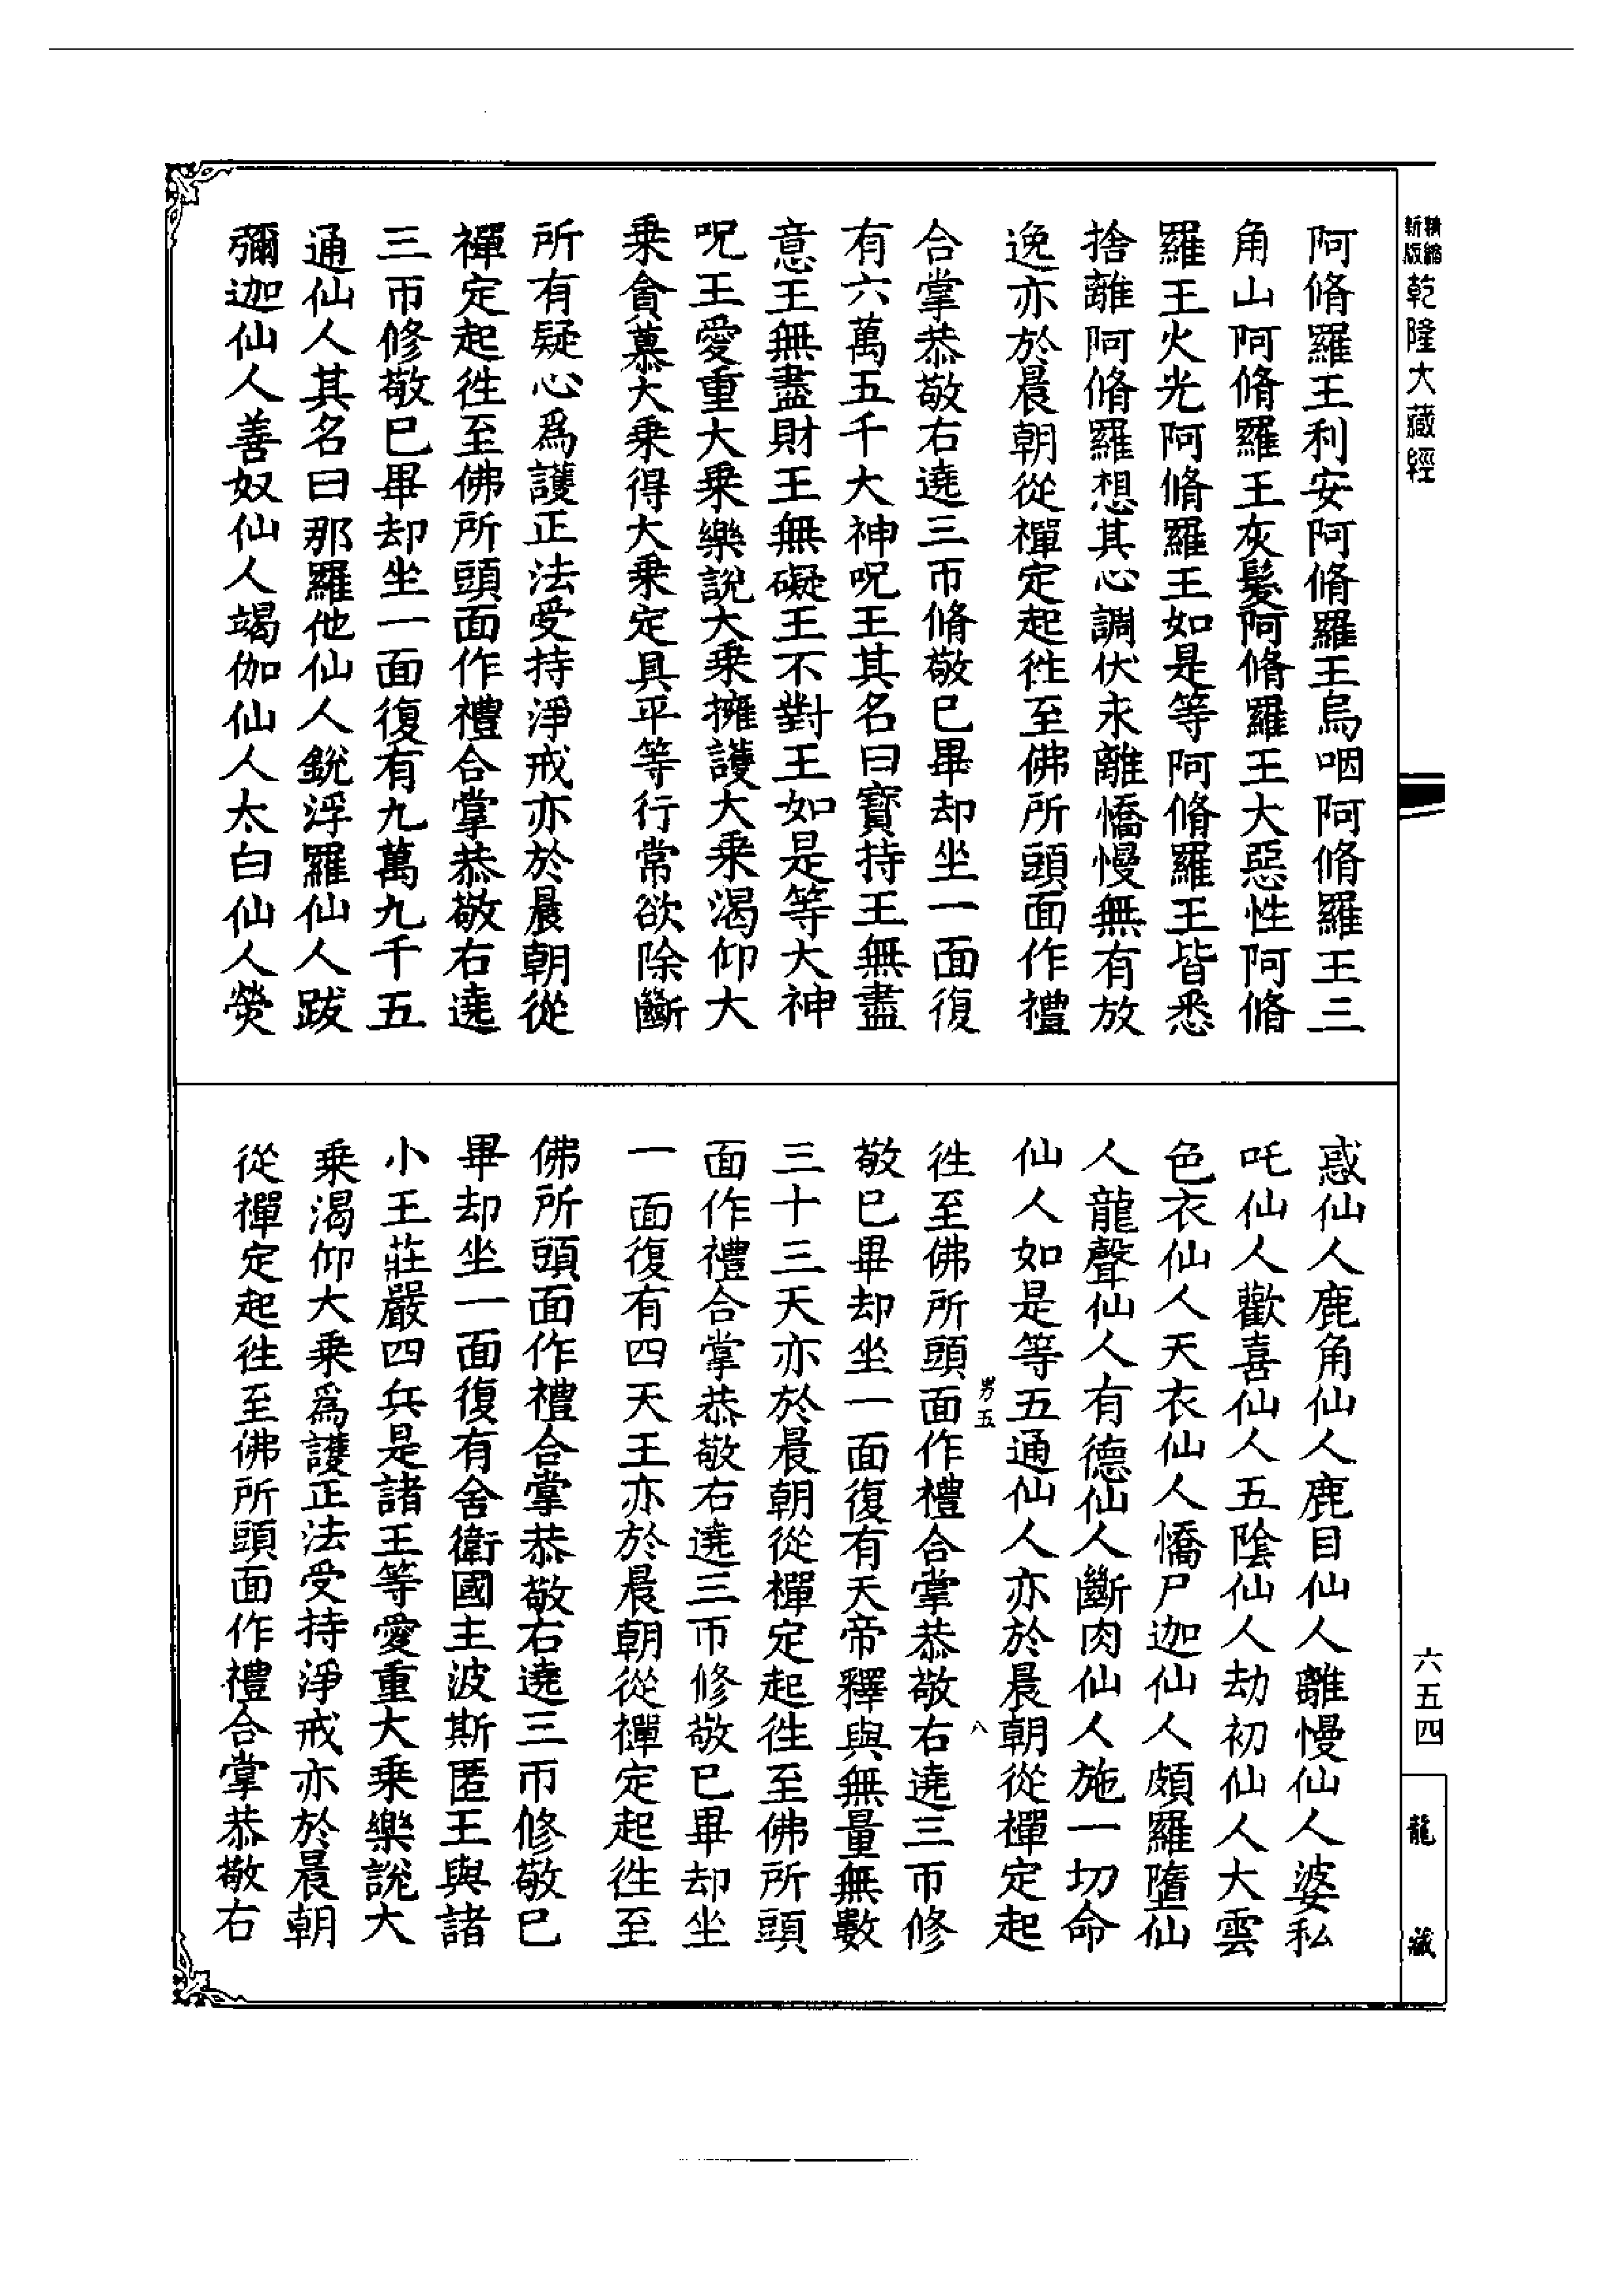 精縮新版乾隆大藏經
阿脩羅王利安阿脩羅王烏咽阿脩羅王三
角山阿脩羅王灰髮阿脩羅王大惡性阿脩
羅王火光阿脩羅王如是等阿脩羅王皆悉
捨離阿脩羅想其心調伏永離憍慢無有放
逸亦於晨朝從禪定起徃至佛所頭面作禮
合掌恭敬右遶三帀脩敬已畢却坐一面復
有六萬五千大神呪王其名曰寶持王無盡
意王無盡財王無礙王不對王如是等大神
呪王愛重大乗樂說大乗擁護大乗渴仰大
乗貪慕大乗得大乗定具平等行常欲除斷
所有疑心爲護正法受持淨戒亦於晨朝從
禪定起徃至佛所頭面作禮合掌恭敬右遶
三帀修敬已畢却坐一面復有九萬九千五
通仙人其名曰那羅他仙人銳浮羅仙人跋
彌迦仙人善奴仙人竭伽仙人太白仙人熒
惑仙人鹿角仙人鹿目仙人離慢仙人婆私
吒仙人歡喜仙人五陰仙人劫初仙人大雲
色衣仙人天衣仙人憍尸迦仙人頗羅墮仙
人龍聲仙人有德仙人斷肉仙人施一切命
仙人如是等五通仙人亦於晨朝從禪定起
男五
八
徃至佛所頭面作禮合掌恭敬右遶三帀修
敬已畢却坐一面復有天帝釋與無量無數
三十三天亦於晨朝從禪定起徃至佛所頭
面作禮合掌恭敬右遶三帀修敬已畢却坐
一面復有四天王亦於晨朝從禪定起徃至
佛所頭面作禮合掌恭敬右遶三帀修敬已
畢却坐一面復有舍衛國主波斯匿王與諸
小王莊嚴四兵是諸王等愛重大乗樂說大
乗渴仰大乗爲護正法受持淨戒亦於晨朝
從禪定起徃至佛所頭面作禮合掌恭敬右
六五四
龍藏